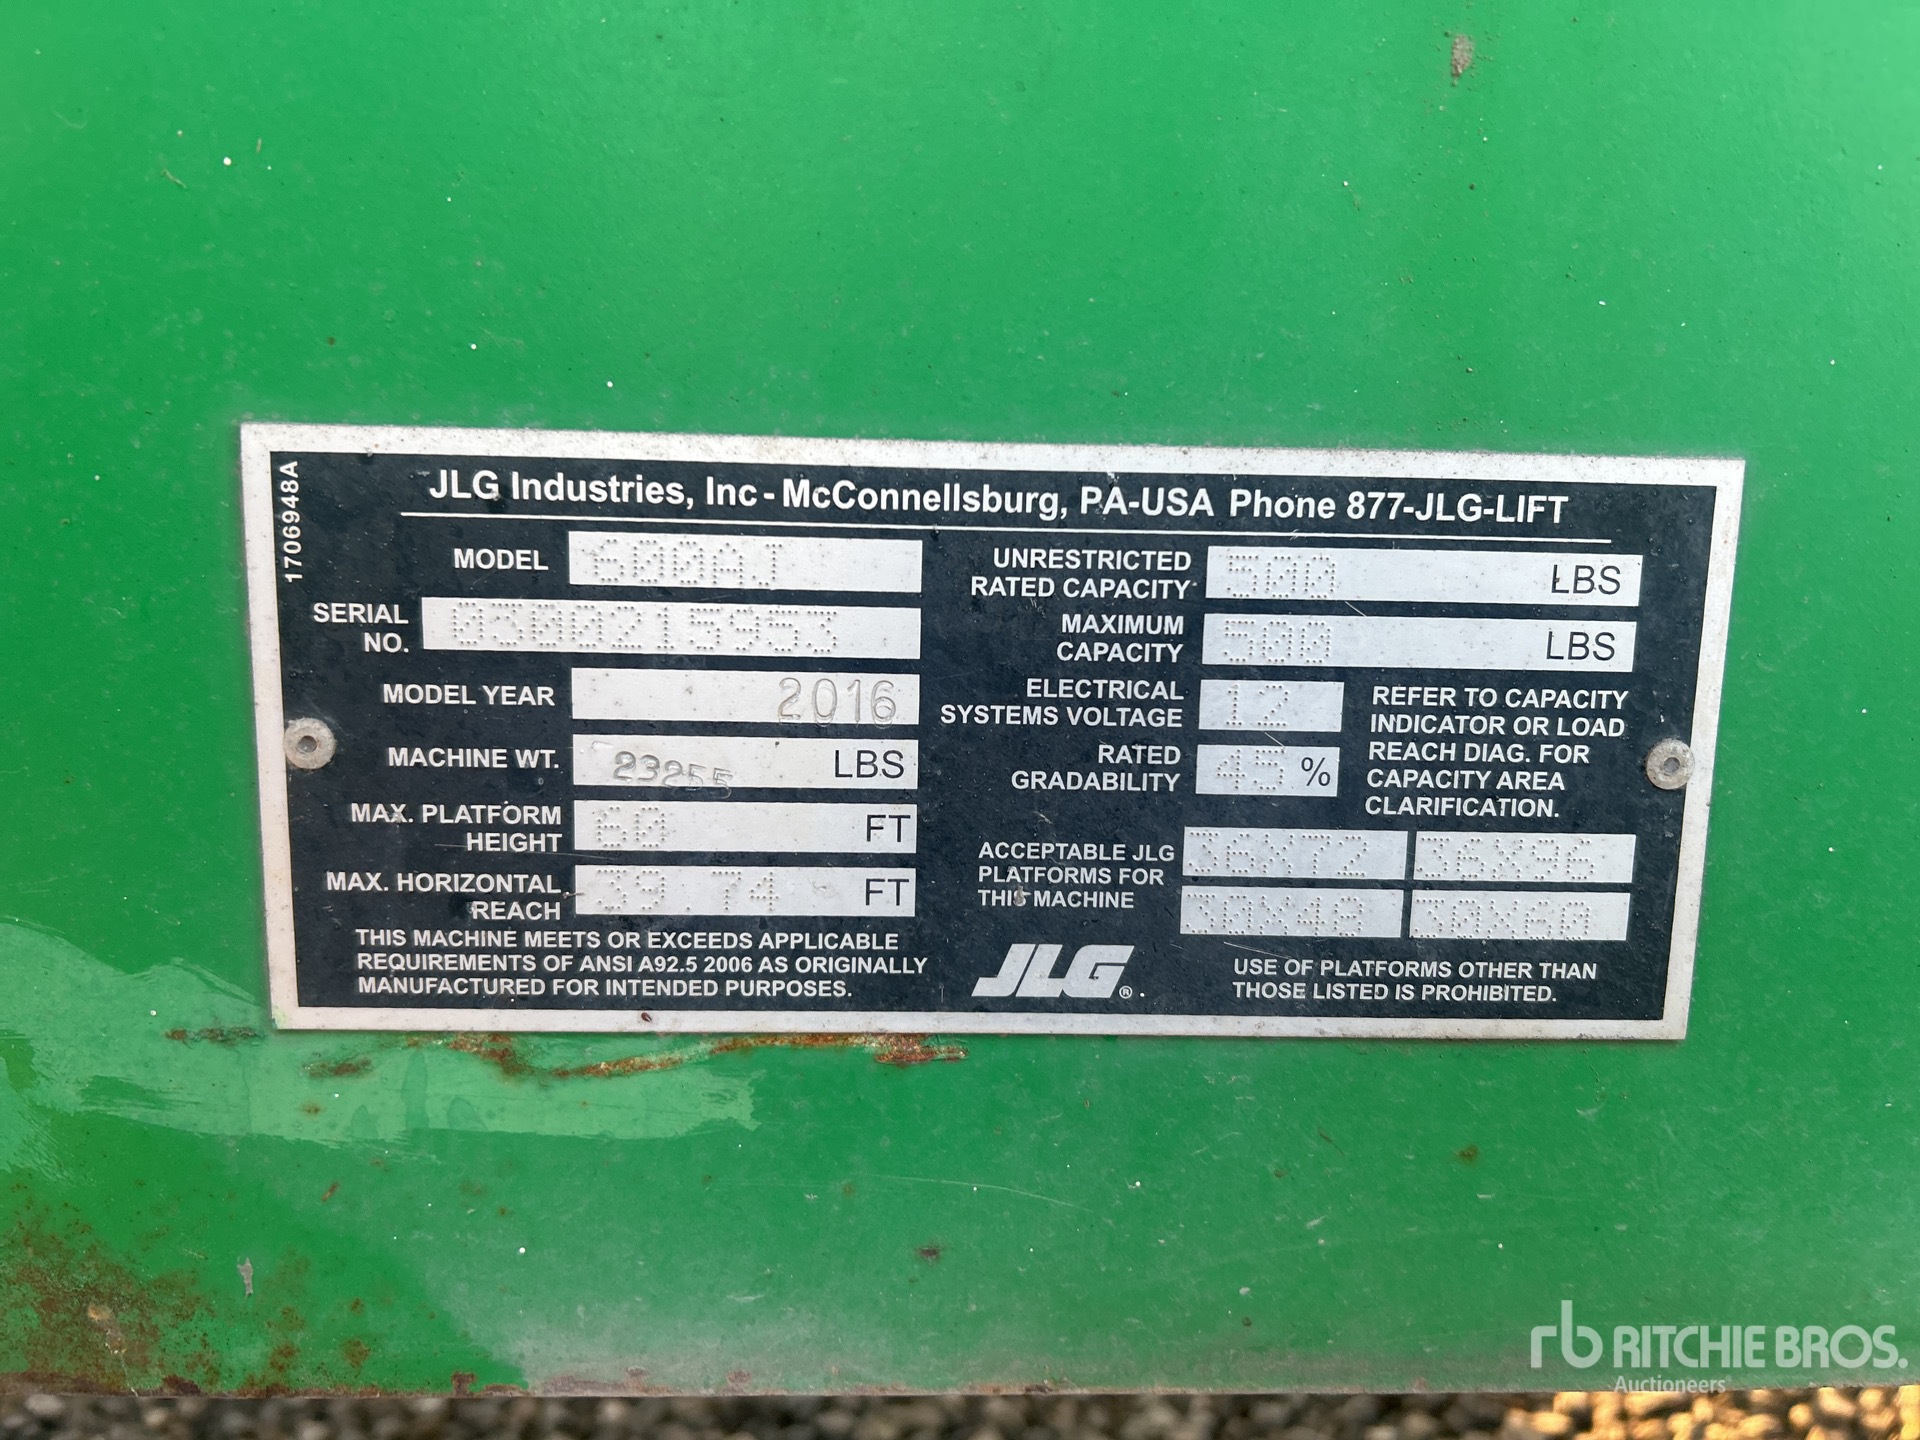 1706948A
JLG Industries, Inc - McConnellsburg, PA-USA Phone 877-JLG-LIFT
MODEL 600AJ
SERIAL NO. 0300215953
MODEL YEAR 2016
MACHINE WT. 23255 LBS
MAX. PLATFORM HEIGHT 60 FT
MAX. HORIZONTAL REACH 39.74 FT
THIS MACHINE MEETS OR EXCEEDS APPLICABLE
REQUIREMENTS OF ANSI A92.5 2006 AS ORIGINALLY
MANUFACTURED FOR INTENDED PURPOSES.
UNRESTRICTED RATED CAPACITY 500 LBS
MAXIMUM CAPACITY 500 LBS
ELECTRICAL SYSTEMS VOLTAGE 12
RATED GRADABILITY 45 %
REFER TO CAPACITY
INDICATOR OR LOAD
REACH DIAG. FOR
CAPACITY AREA
CLARIFICATION.
ACCEPTABLE JLG
PLATFORMS FOR
THIS MACHINE
36X72 36X96
30X48 30X60
JLG®
USE OF PLATFORMS OTHER THAN
THOSE LISTED IS PROHIBITED.
rb RITCHIE BROS.
Auctioneers